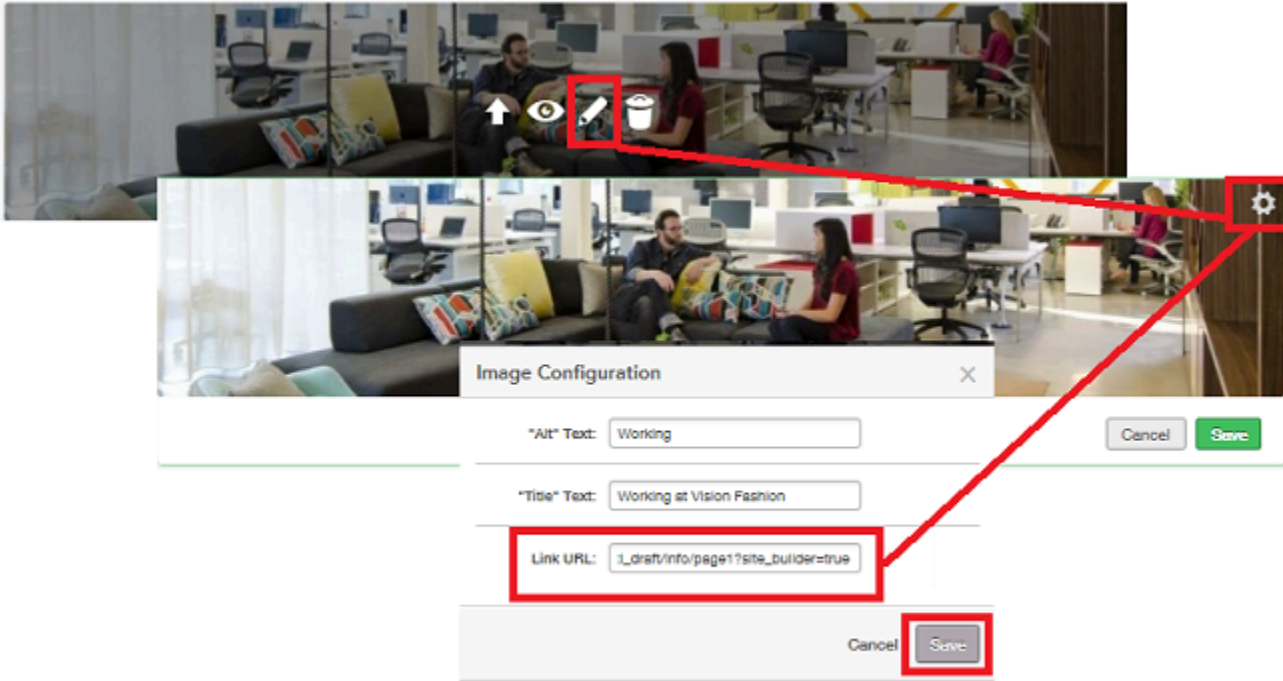 Image Configuration
"Alt" Text: Working
Cancel Save
"Title" Text: Working at Vision Fashion
Link URL: :l_draft/info/page1?site_builder=true
Cancel Save